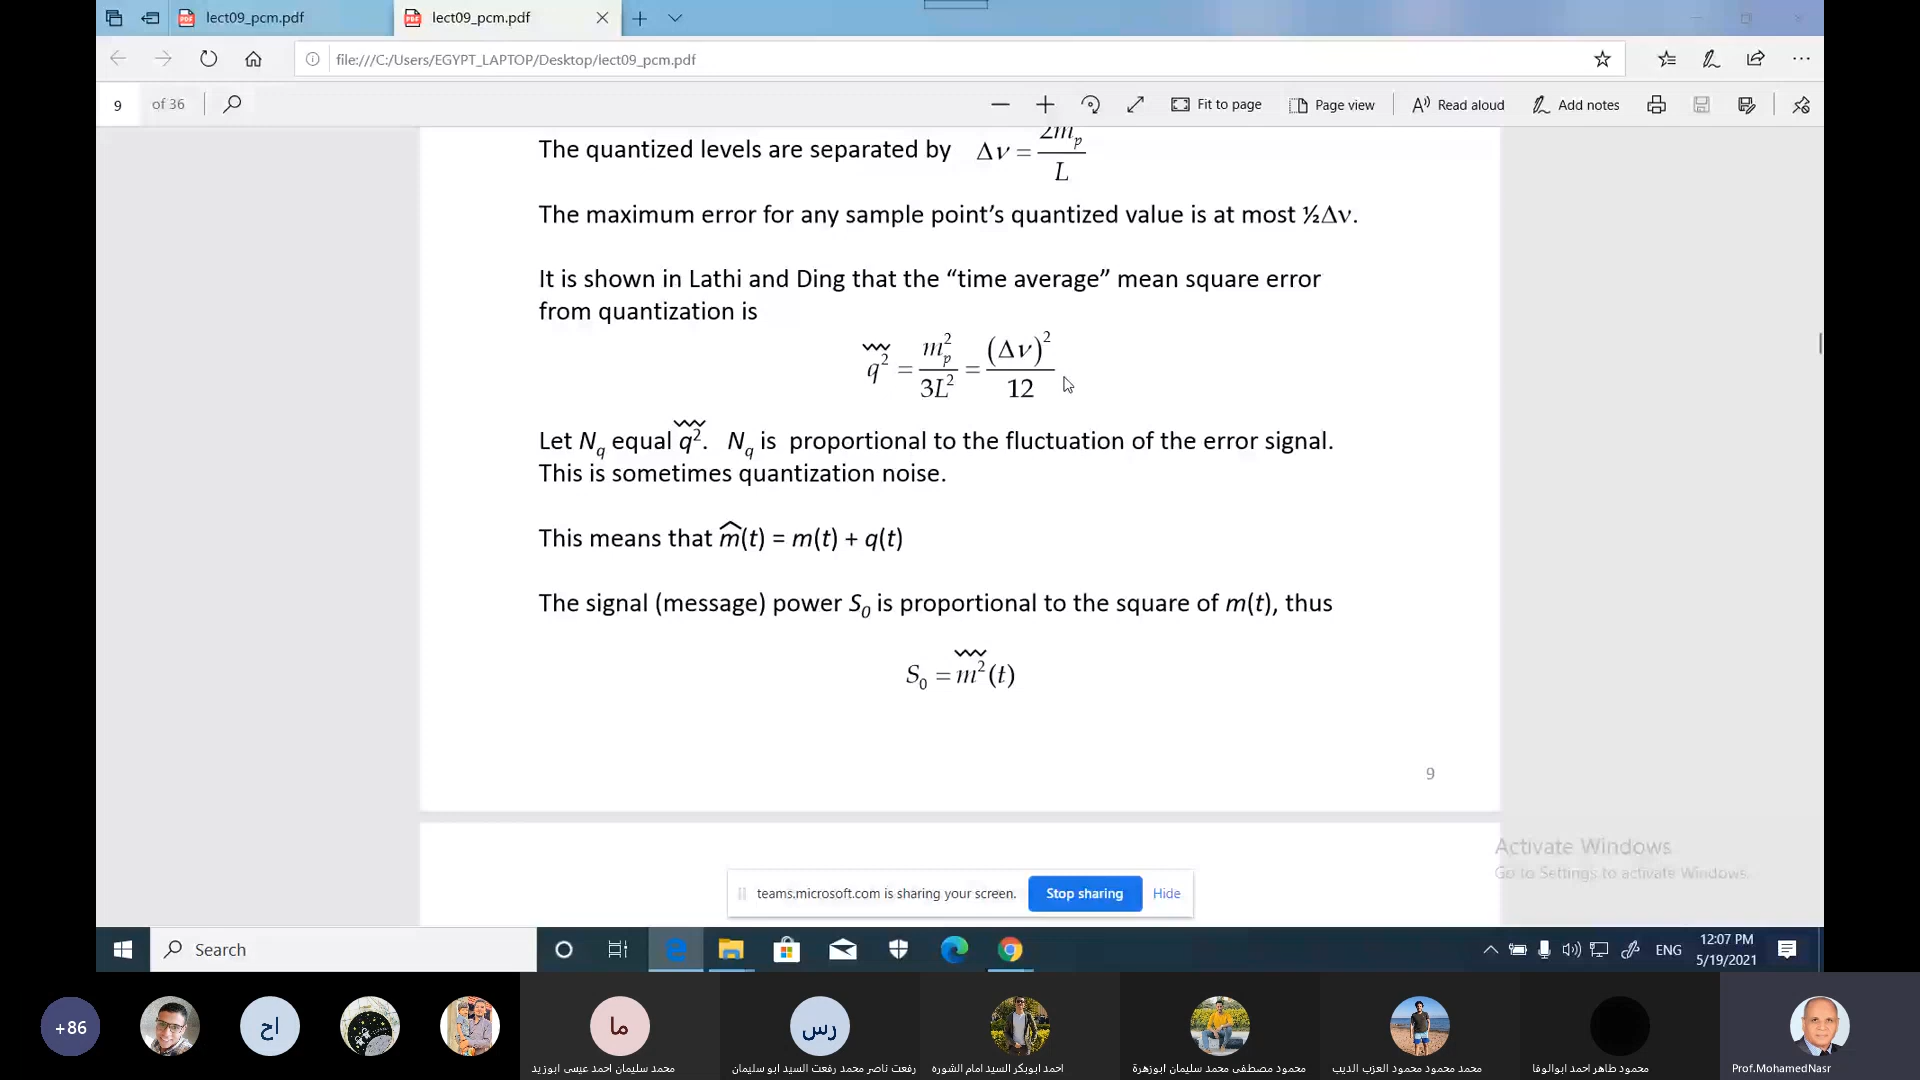 lect09_pcm.pdf
lect09_pcm.pdf
file:///C:/Users/EGYPT_LAPTOP/Desktop/lect09_pcm.pdf
9 of 36
Fit to page
Page view
Read aloud
Add notes
The quantized levels are separated by Δν = 2m_p / L
The maximum error for any sample point's quantized value is at most ½Δν.
It is shown in Lathi and Ding that the “time average” mean square error
from quantization is
q² = m_p² / 3L² = (Δν)² / 12
Let N_q equal q². N_q is proportional to the fluctuation of the error signal.
This is sometimes quantization noise.
This means that m̂(t) = m(t) + q(t)
The signal (message) power S₀ is proportional to the square of m(t), thus
S₀ = m²(t)
9
Activate Windows
Go to Settings to activate Windows.
teams.microsoft.com is sharing your screen.
Stop sharing
Hide
Search
ENG
12:07 PM
5/19/2021
+86
اح
ما
رس
محمد سليمان احمد عيسى ابوزيد
رفعت ناصر محمد رفعت السيد ابو سليمان
احمد ابوبكر السيد امام الشوره
محمود مصطفى محمد سليمان ابوزهرة
محمد محمود محمود العزب الديب
محمود طاهر احمد ابوالوفا
Prof.MohamedNasr